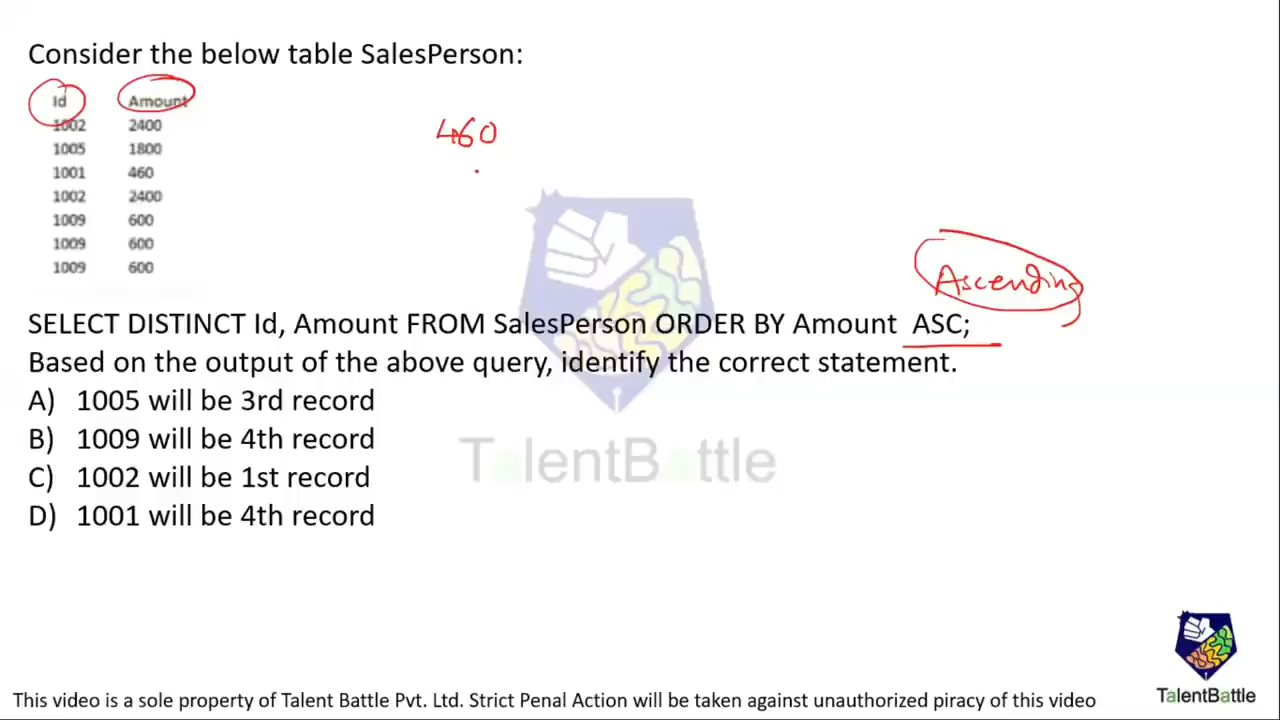 Consider the below table SalesPerson:
Id Amount
1002 2400
1005 1800
1001 460
1002 2400
1009 600
1009 600
1009 600
460
Ascending
SELECT DISTINCT Id, Amount FROM SalesPerson ORDER BY Amount ASC;
Based on the output of the above query, identify the correct statement.
A) 1005 will be 3rd record
B) 1009 will be 4th record
C) 1002 will be 1st record
D) 1001 will be 4th record
TalentBattle
TalentBattle
This video is a sole property of Talent Battle Pvt. Ltd. Strict Penal Action will be taken against unauthorized piracy of this video